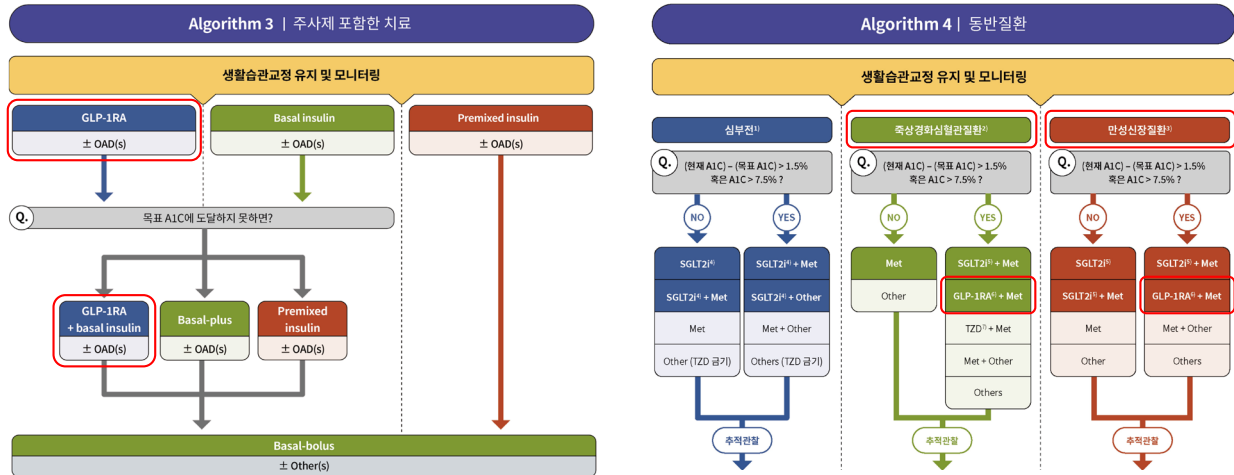 Algorithm 3 | 주사제 포함한 치료
생활습관교정 유지 및 모니터링
GLP-1RA
± OAD(s)
Basal insulin
± OAD(s)
Premixed insulin
± OAD(s)
Q.
목표 A1C에 도달하지 못하면?
GLP-1RA
+ basal insulin
± OAD(s)
Basal-plus
± OAD(s)
Premixed
insulin
± OAD(s)
Basal-bolus
± Other(s)
Algorithm 4 | 동반질환
생활습관교정 유지 및 모니터링
심부전1)
Q.
(현재 A1C) – (목표 A1C) > 1.5%
혹은 A1C > 7.5% ?
NO
YES
SGLT2i4)
SGLT2i4) + Met
Met
Other (TZD 금기)
SGLT2i4) + Met
SGLT2i4) + Other
Met + Other
Others (TZD 금기)
추적관찰
죽상경화심혈관질환2)
Q.
(현재 A1C) – (목표 A1C) > 1.5%
혹은 A1C > 7.5% ?
NO
YES
Met
Other
SGLT2i5) + Met
GLP-1RA6) + Met
TZD7) + Met
Met + Other
Others
추적관찰
만성신장질환3)
Q.
(현재 A1C) – (목표 A1C) > 1.5%
혹은 A1C > 7.5% ?
NO
YES
SGLT2i5)
SGLT2i5) + Met
Met
Other
SGLT2i5) + Met
GLP-1RA6) + Met
Met + Other
Others
추적관찰